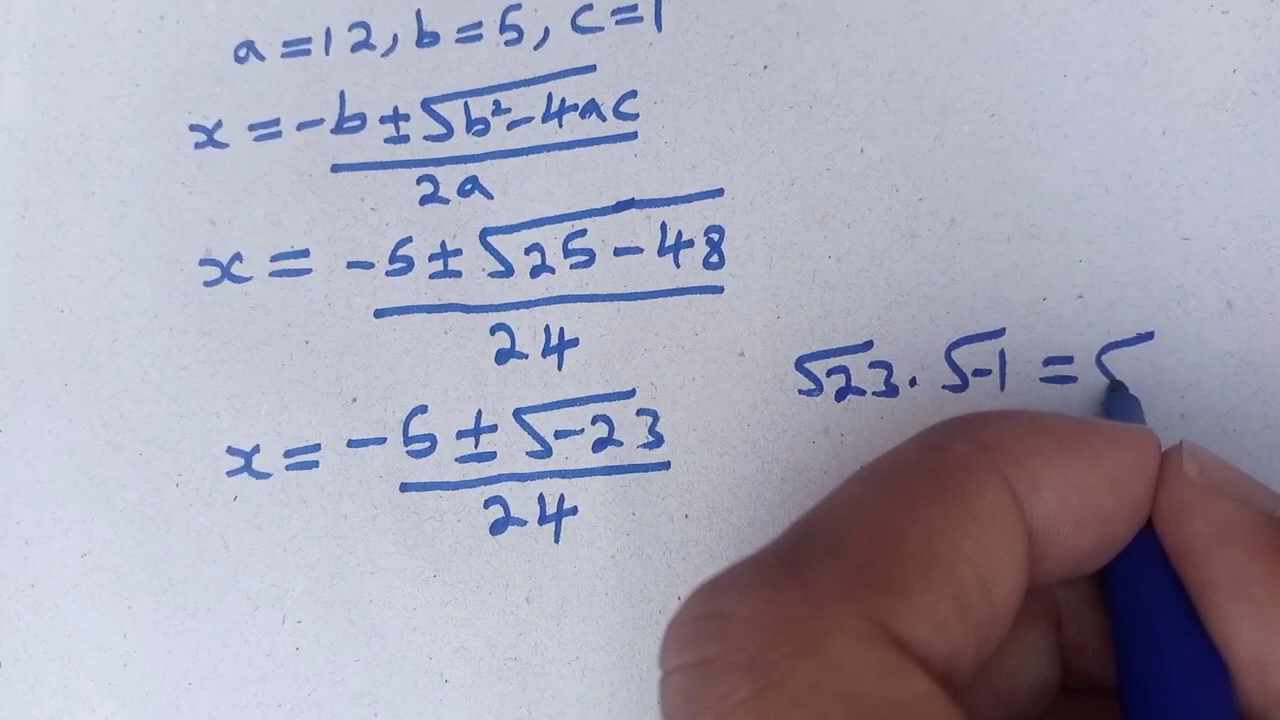 a = 12, b = 5, c = 1
x = -b ± √b² - 4ac
2a
x = -5 ± √25 - 48
24
√23 . √-1 = √
x = -5 ± √-23
24